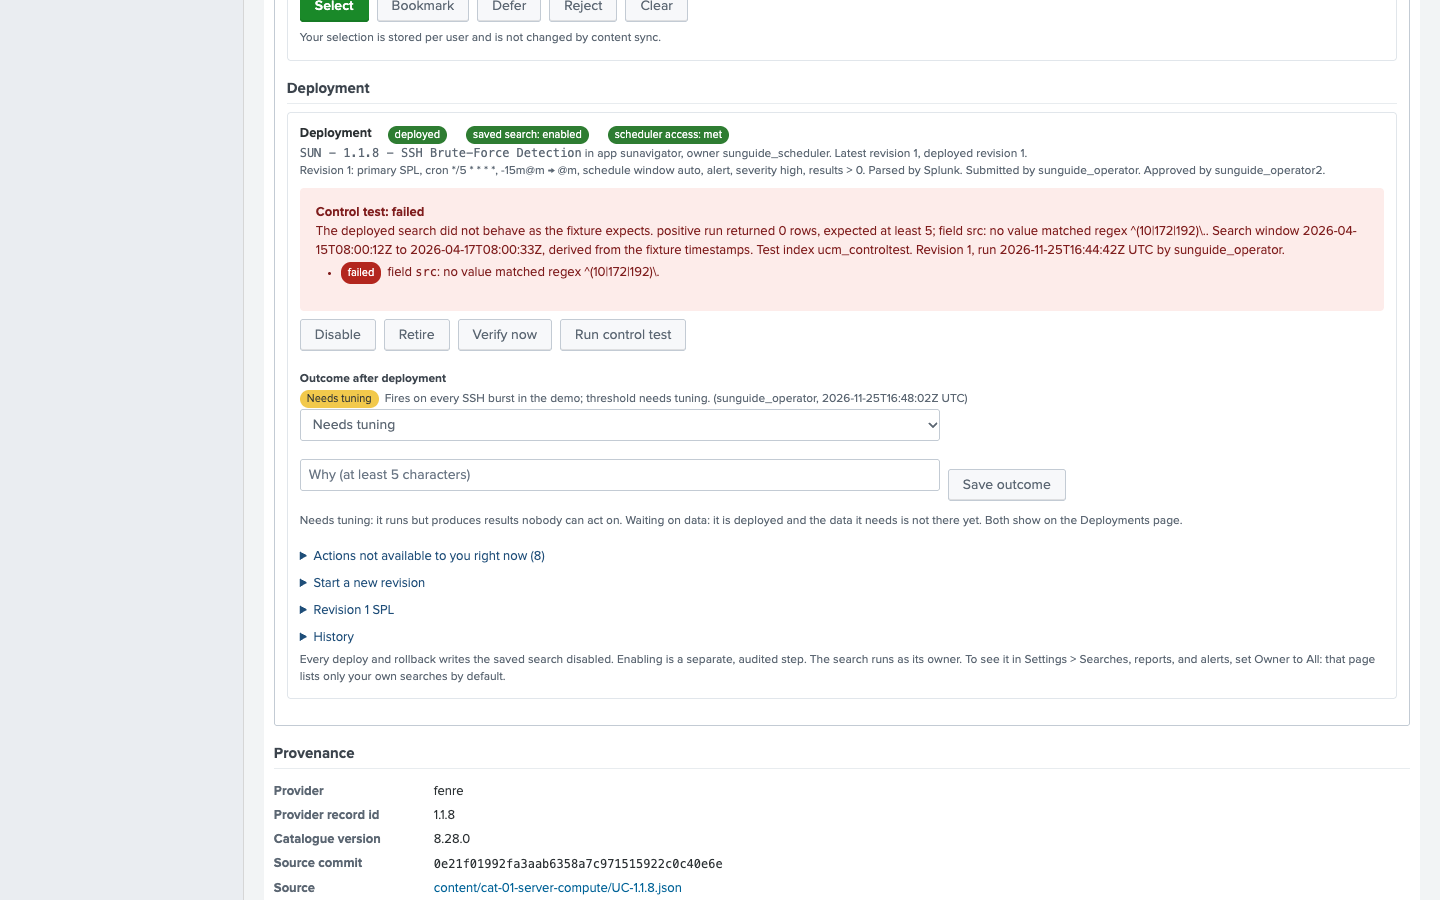 Select Bookmark Defer Reject Clear
Your selection is stored per user and is not changed by content sync.
Deployment
Deployment deployed saved search: enabled scheduler access: met
SUN - 1.1.8 - SSH Brute-Force Detection in app sunavigator, owner sunguide_scheduler. Latest revision 1, deployed revision 1.
Revision 1: primary SPL, cron */5 * * * *, -15m@m → @m, schedule window auto, alert, severity high, results > 0. Parsed by Splunk. Submitted by sunguide_operator. Approved by sunguide_operator2.
Control test: failed
The deployed search did not behave as the fixture expects. positive run returned 0 rows, expected at least 5; field src: no value matched regex ^(10|172|192)\.. Search window 2026-04-
15T08:00:12Z to 2026-04-17T08:00:33Z, derived from the fixture timestamps. Test index ucm_controltest. Revision 1, run 2026-11-25T16:44:42Z UTC by sunguide_operator.
• failed field src: no value matched regex ^(10|172|192)\.
Disable Retire Verify now Run control test
Outcome after deployment
Needs tuning Fires on every SSH burst in the demo; threshold needs tuning. (sunguide_operator, 2026-11-25T16:48:02Z UTC)
Needs tuning
Why (at least 5 characters)
Save outcome
Needs tuning: it runs but produces results nobody can act on. Waiting on data: it is deployed and the data it needs is not there yet. Both show on the Deployments page.
▶ Actions not available to you right now (8)
▶ Start a new revision
▶ Revision 1 SPL
▶ History
Every deploy and rollback writes the saved search disabled. Enabling is a separate, audited step. The search runs as its owner. To see it in Settings > Searches, reports, and alerts, set Owner to All: that page
lists only your own searches by default.
Provenance
Provider fenre
Provider record id 1.1.8
Catalogue version 8.28.0
Source commit 0e21f01992fa3aab6358a7c971515922c0c40e6e
Source content/cat-01-server-compute/UC-1.1.8.json